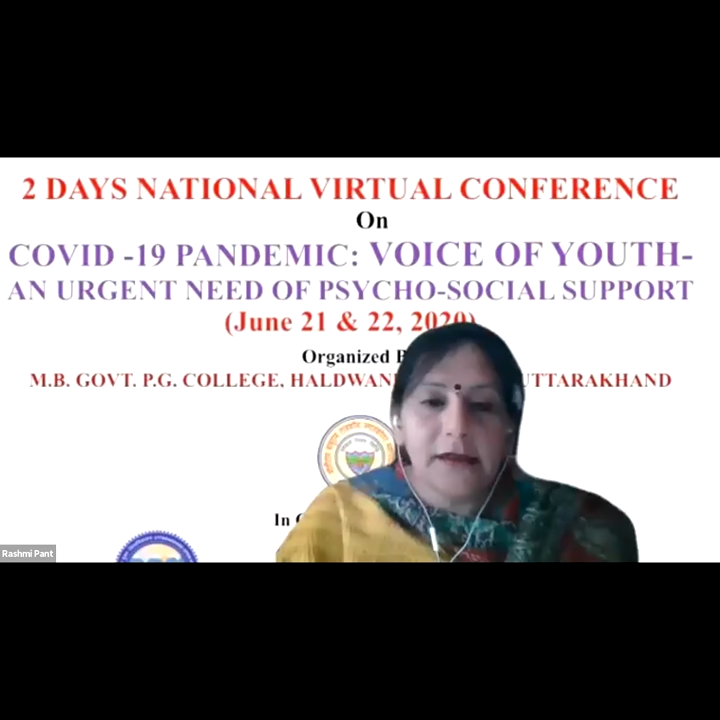 2 DAYS NATIONAL VIRTUAL CONFERENCE
On
COVID -19 PANDEMIC: VOICE OF YOUTH-
AN URGENT NEED OF PSYCHO-SOCIAL SUPPORT
(June 21 & 22, 2020)
Organized
M.B. GOVT. P.G. COLLEGE, HALDWAN UTTARAKHAND
In
Rashmi Pant